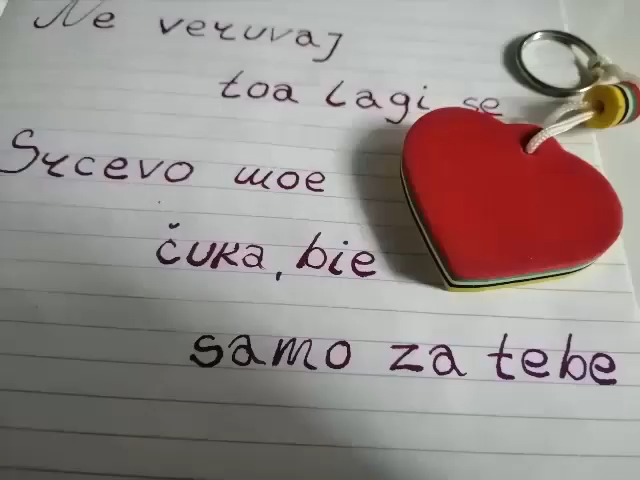 Ne veruvaj
toa lagi se
Srcevo moe
čuka, bie
samo za tebe